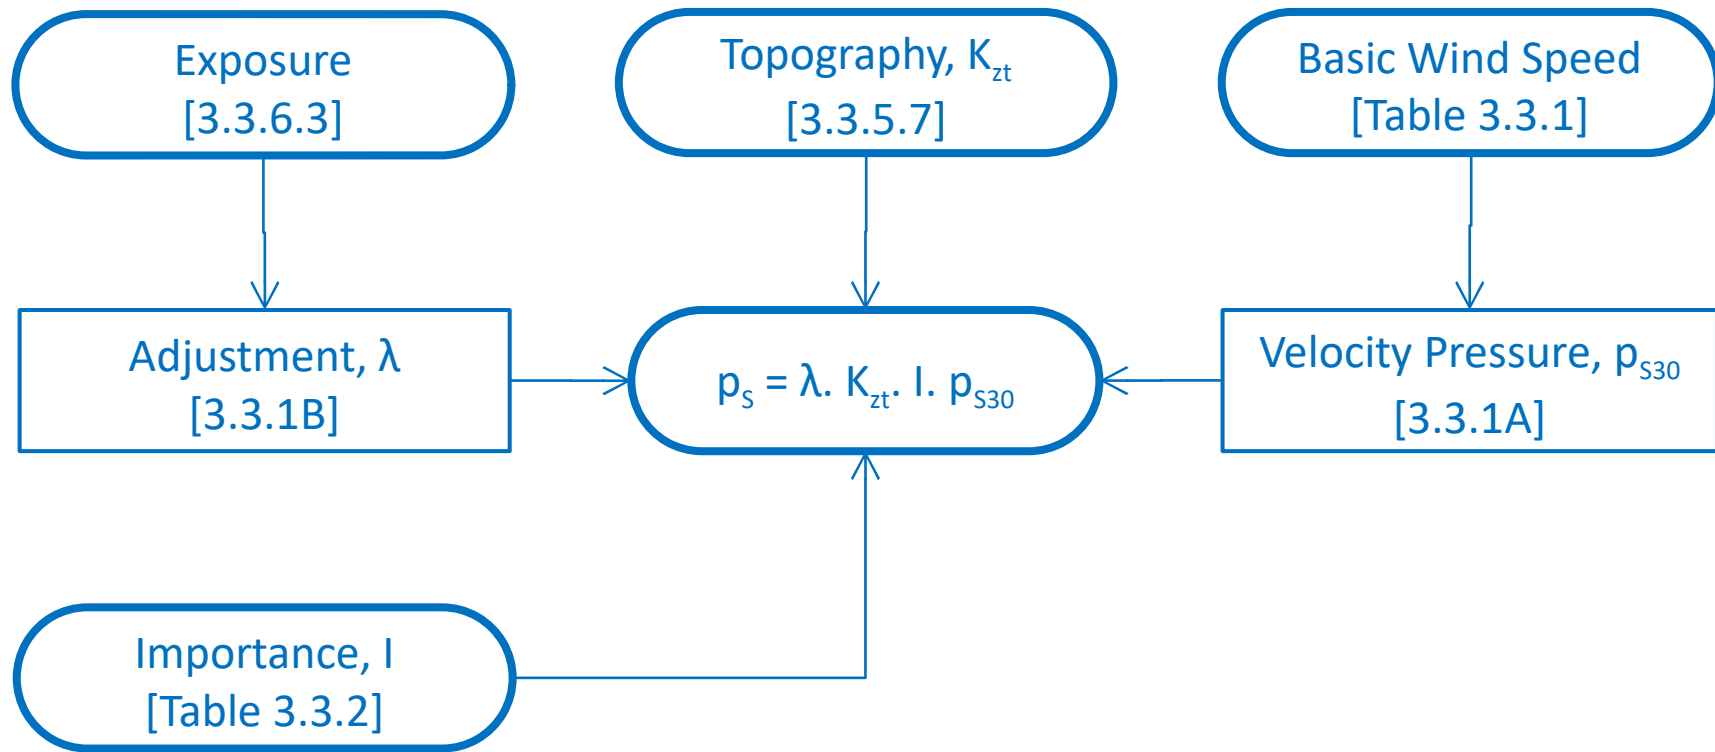 Exposure
[3.3.6.3]
Topography, Kzt
[3.3.5.7]
Basic Wind Speed
[Table 3.3.1]
Adjustment, λ
[3.3.1B]
pS = λ. Kzt. I. pS30
Velocity Pressure, pS30
[3.3.1A]
Importance, I
[Table 3.3.2]